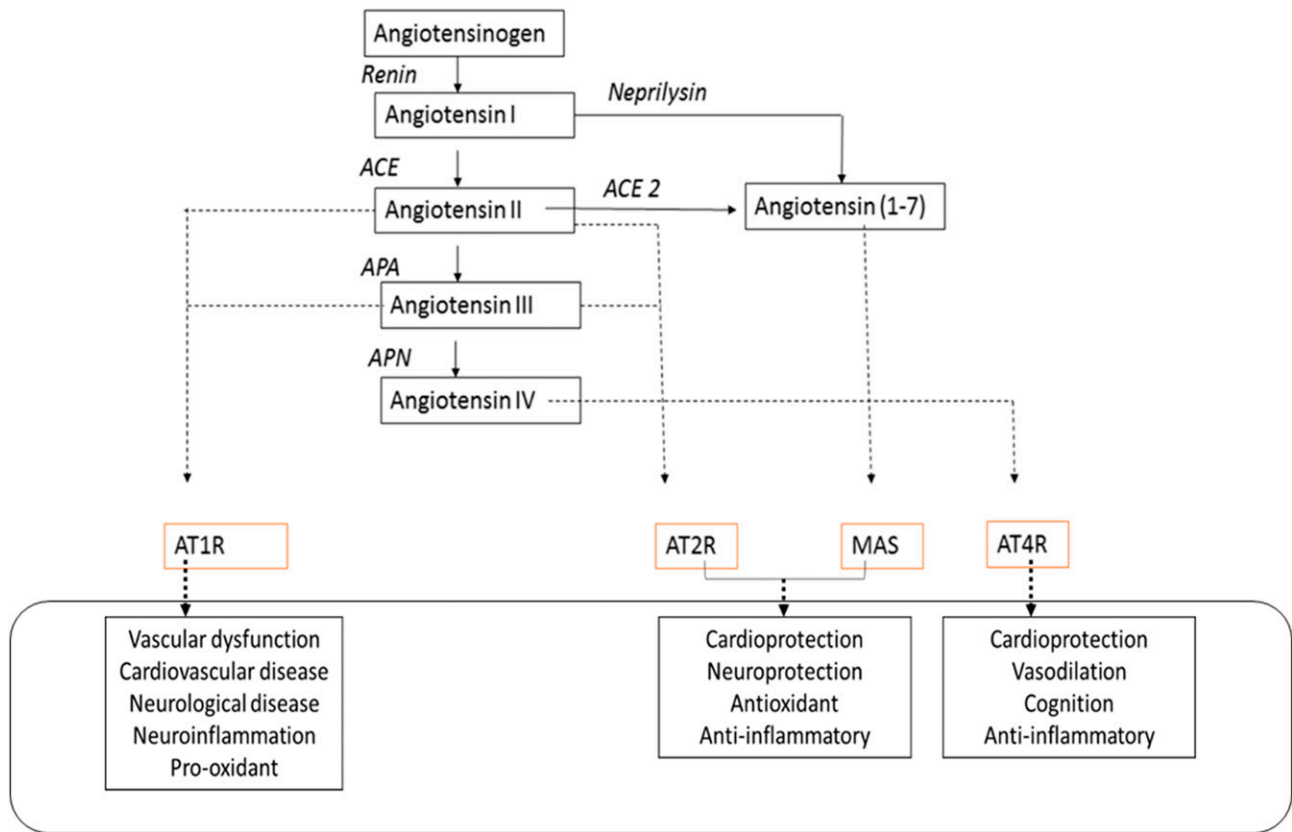 Angiotensinogen
Renin
Angiotensin I
Neprilysin
ACE
Angiotensin II
ACE 2
Angiotensin (1-7)
APA
Angiotensin III
APN
Angiotensin IV
AT1R
AT2R
MAS
AT4R
Vascular dysfunction
Cardiovascular disease
Neurological disease
Neuroinflammation
Pro-oxidant
Cardioprotection
Neuroprotection
Antioxidant
Anti-inflammatory
Cardioprotection
Vasodilation
Cognition
Anti-inflammatory